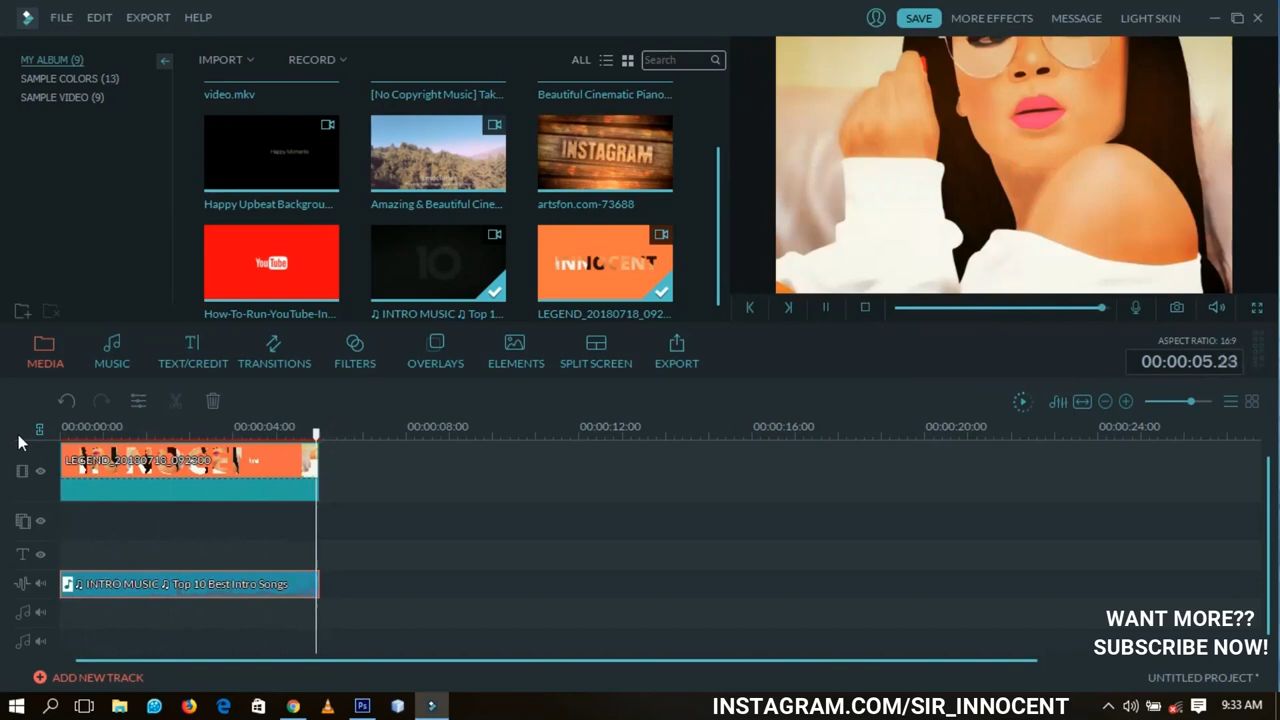 FILE EDIT EXPORT HELP
SAVE MORE EFFECTS MESSAGE LIGHT SKIN
MY ALBUM (9)
SAMPLE COLORS (13)
SAMPLE VIDEO (9)
IMPORT RECORD ALL Search
video.mkv [No Copyright Music] Tak... Beautiful Cinematic Piano...
Happy Moments
INSTAGRAM
Happy Upbeat Backgrou... Amazing & Beautiful Cine... artsfon.com-73688
YouTube
10
INNOCENT
How-To-Run-YouTube-In... ♫ INTRO MUSIC ♫ Top 1... LEGEND_20180718_092...
MEDIA MUSIC TEXT/CREDIT TRANSITIONS FILTERS OVERLAYS ELEMENTS SPLIT SCREEN EXPORT
ASPECT RATIO: 16:9
00:00:05.23
00:00:00:00 00:00:04:00 00:00:08:00 00:00:12:00 00:00:16:00 00:00:20:00 00:00:24:00
LEGEND_20180718_092300
♫ INTRO MUSIC ♫ Top 10 Best Intro Songs
WANT MORE??
SUBSCRIBE NOW!
ADD NEW TRACK
UNTITLED PROJECT *
INSTAGRAM.COM/SIR_INNOCENT
9:33 AM